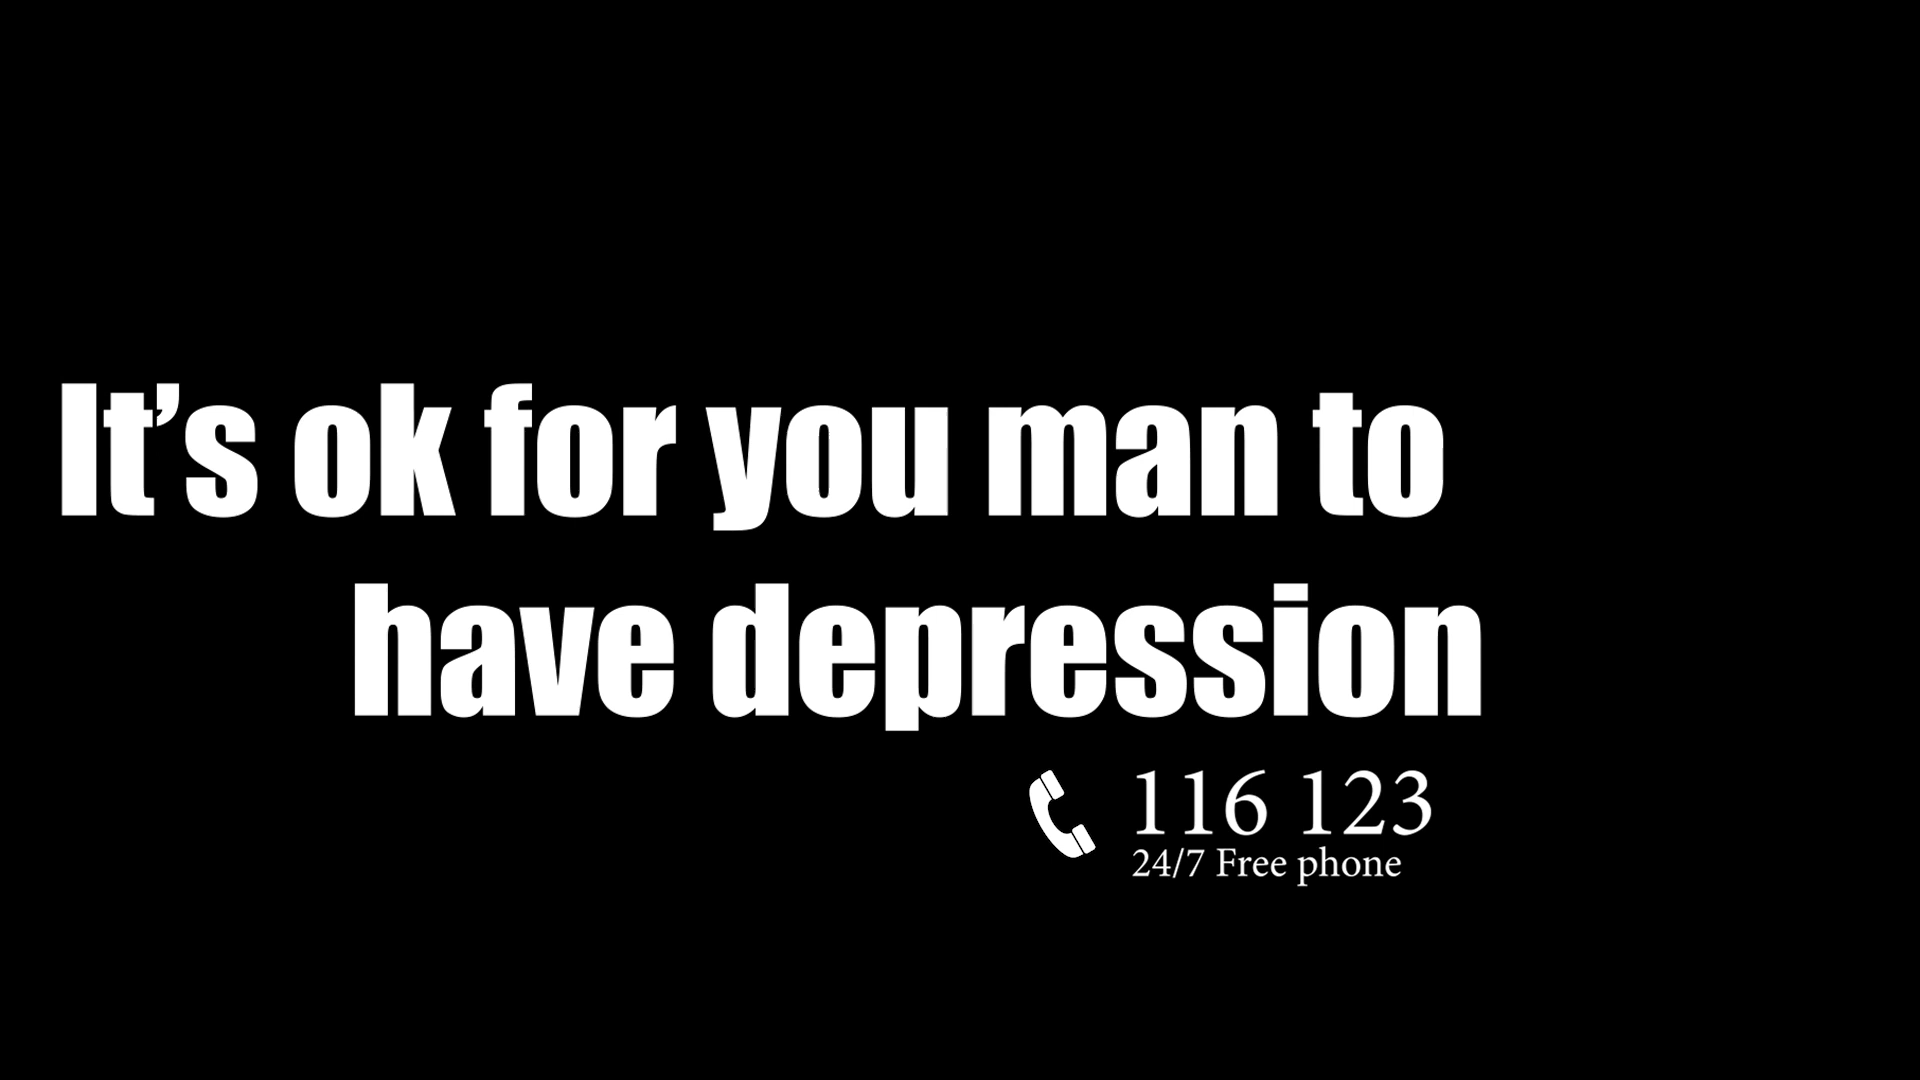 It’s ok for you man to
have depression
116 123
24/7 Free phone